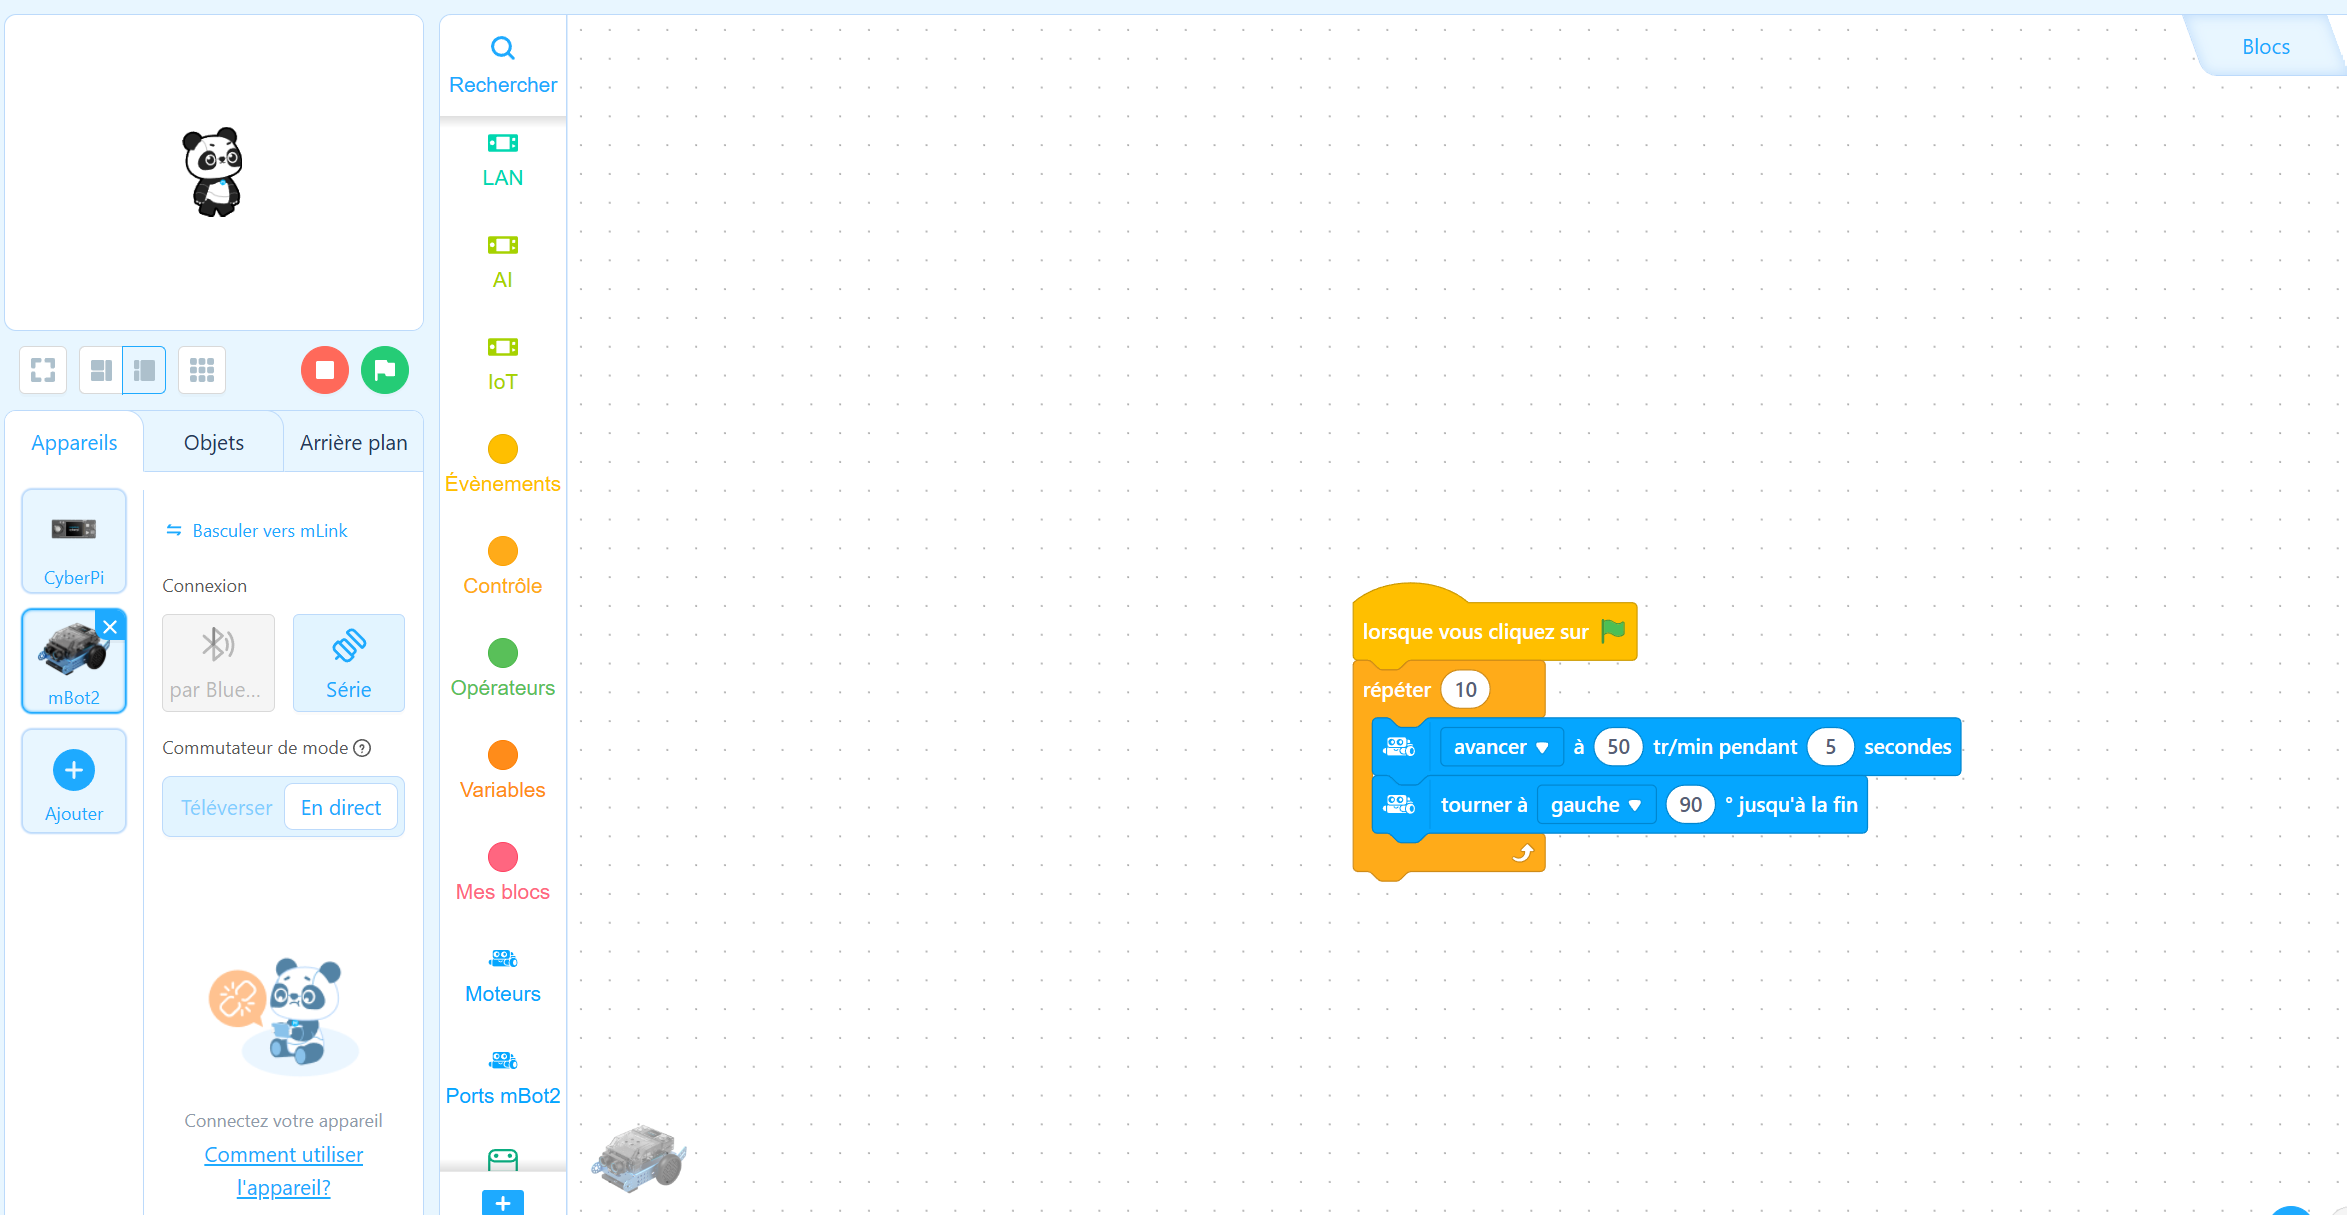 Rechercher
LAN
AI
IoT
Évènements
Contrôle
Opérateurs
Variables
Mes blocs
Moteurs
Ports mBot2
Appareils
Objets
Arrière plan
CyberPi
mBot2
Ajouter
Basculer vers mLink
Connexion
par Blue...
Série
Commutateur de mode ?
Téléverser
En direct
Connectez votre appareil
Comment utiliser
l'appareil?
Blocs
lorsque vous cliquez sur
répéter 10
avancer à 50 tr/min pendant 5 secondes
tourner à gauche 90 ° jusqu'à la fin